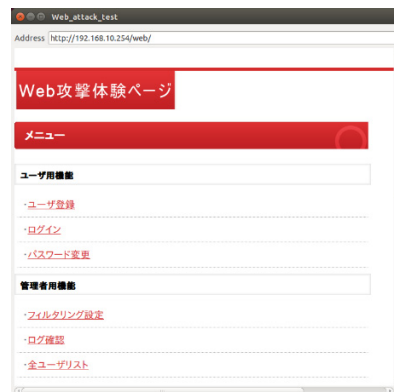 Web_attack_test
Address http://192.168.10.254/web/
Web攻撃体験ページ
メニュー
ユーザ用機能
・ユーザ登録
・ログイン
・パスワード変更
管理者用機能
・フィルタリング設定
・ログ確認
・全ユーザリスト